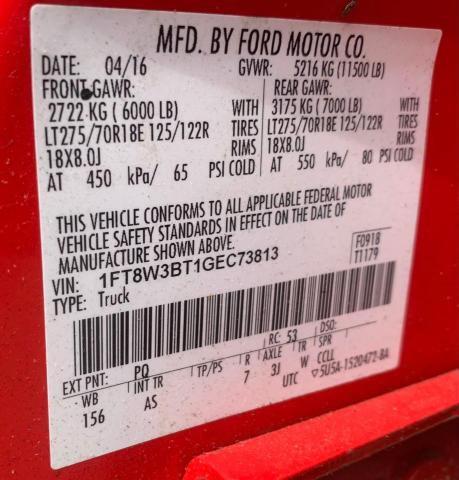 MFD. BY FORD MOTOR CO.
DATE: 04/16 GVWR: 5216 KG (11500 LB)
FRONT GAWR: REAR GAWR:
2722 KG ( 6000 LB) WITH 3175 KG ( 7000 LB) WITH
LT275/70R18E 125/122R TIRES LT275/70R18E 125/122R TIRES
18X8.0J RIMS 18X8.0J RIMS
AT 450 kPa/ 65 PSI COLD AT 550 kPa/ 80 PSI COLD
THIS VEHICLE CONFORMS TO ALL APPLICABLE FEDERAL MOTOR
VEHICLE SAFETY STANDARDS IN EFFECT ON THE DATE OF
MANUFACTURE SHOWN ABOVE.
VIN: 1FT8W3BT1GEC73813 F0918
TYPE: Truck T1179
RC: 53 DSO:
EXT PNT: PQ
WB INT TR TP/PS R AXLE TR SPR
156 AS 7 3J W CCLL
UTC ▽5U5A-1520472-BA